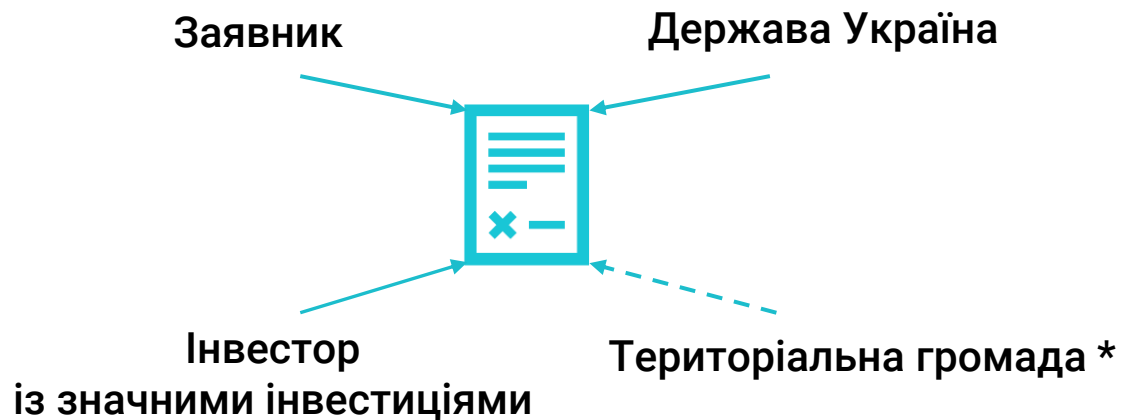 Заявник
Держава Україна
Інвестор
із значними інвестиціями
Територіальна громада *